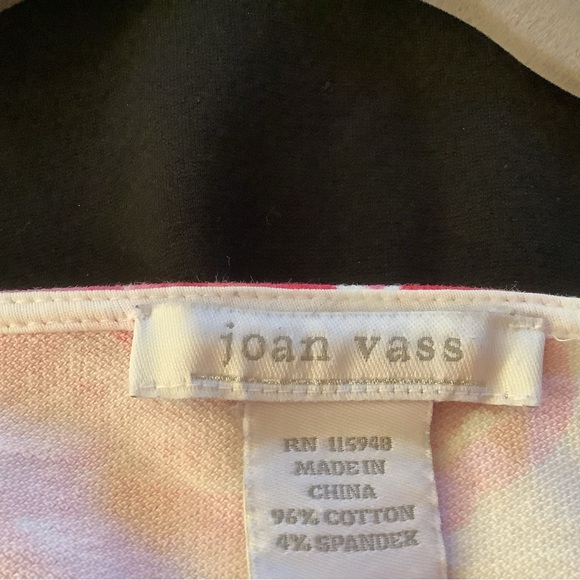 joan vass
RN 115948
MADE IN
CHINA
96% COTTON
4% SPANDEX